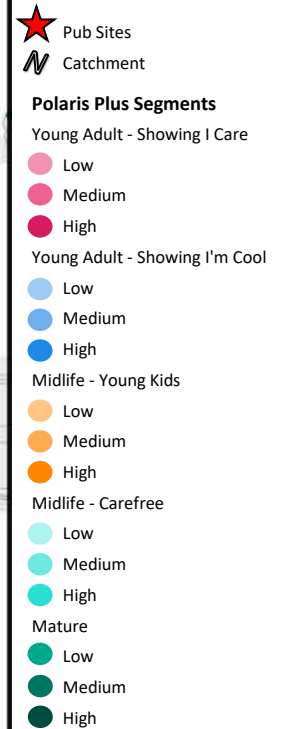 Pub Sites
Catchment
Polaris Plus Segments
Young Adult - Showing I Care
Low
Medium
High
Young Adult - Showing I'm Cool
Low
Medium
High
Midlife - Young Kids
Low
Medium
High
Midlife - Carefree
Low
Medium
High
Mature
Low
Medium
High